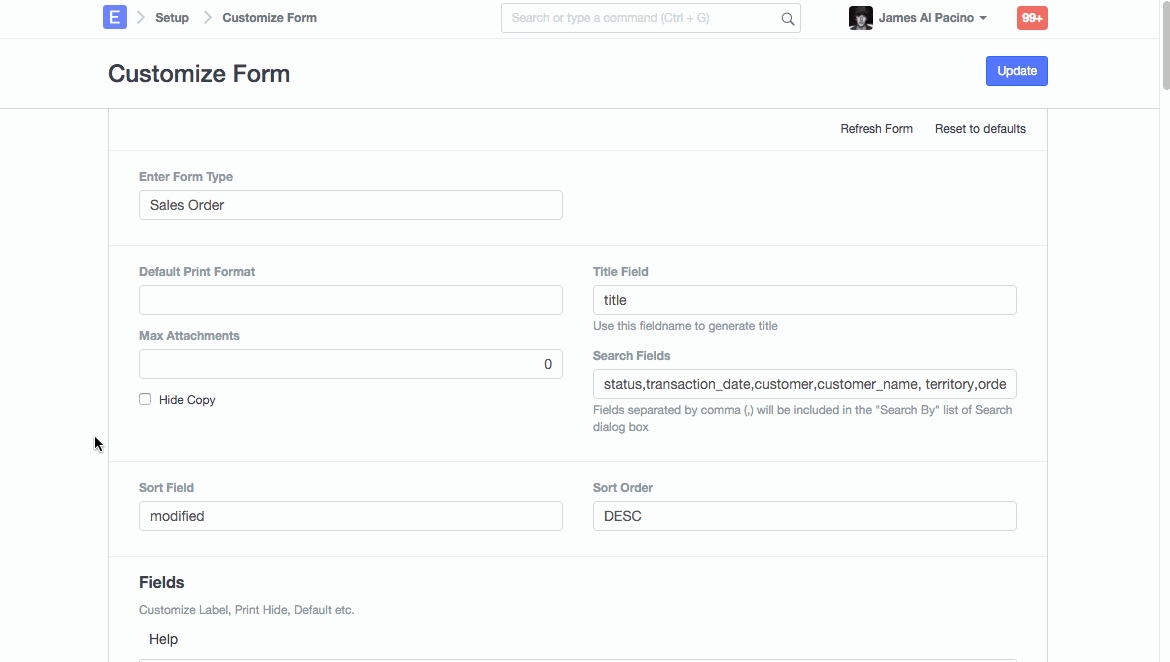 E Setup Customize Form Search or type a command (Ctrl + G) James Al Pacino 99+
Customize Form Update
Refresh Form Reset to defaults
Enter Form Type
Sales Order
Default Print Format Title Field
title
Use this fieldname to generate title
Max Attachments
0
Search Fields
status,transaction_date,customer,customer_name, territory,orde
Hide Copy
Fields separated by comma (,) will be included in the "Search By" list of Search
dialog box
Sort Field Sort Order
modified DESC
Fields
Customize Label, Print Hide, Default etc.
Help